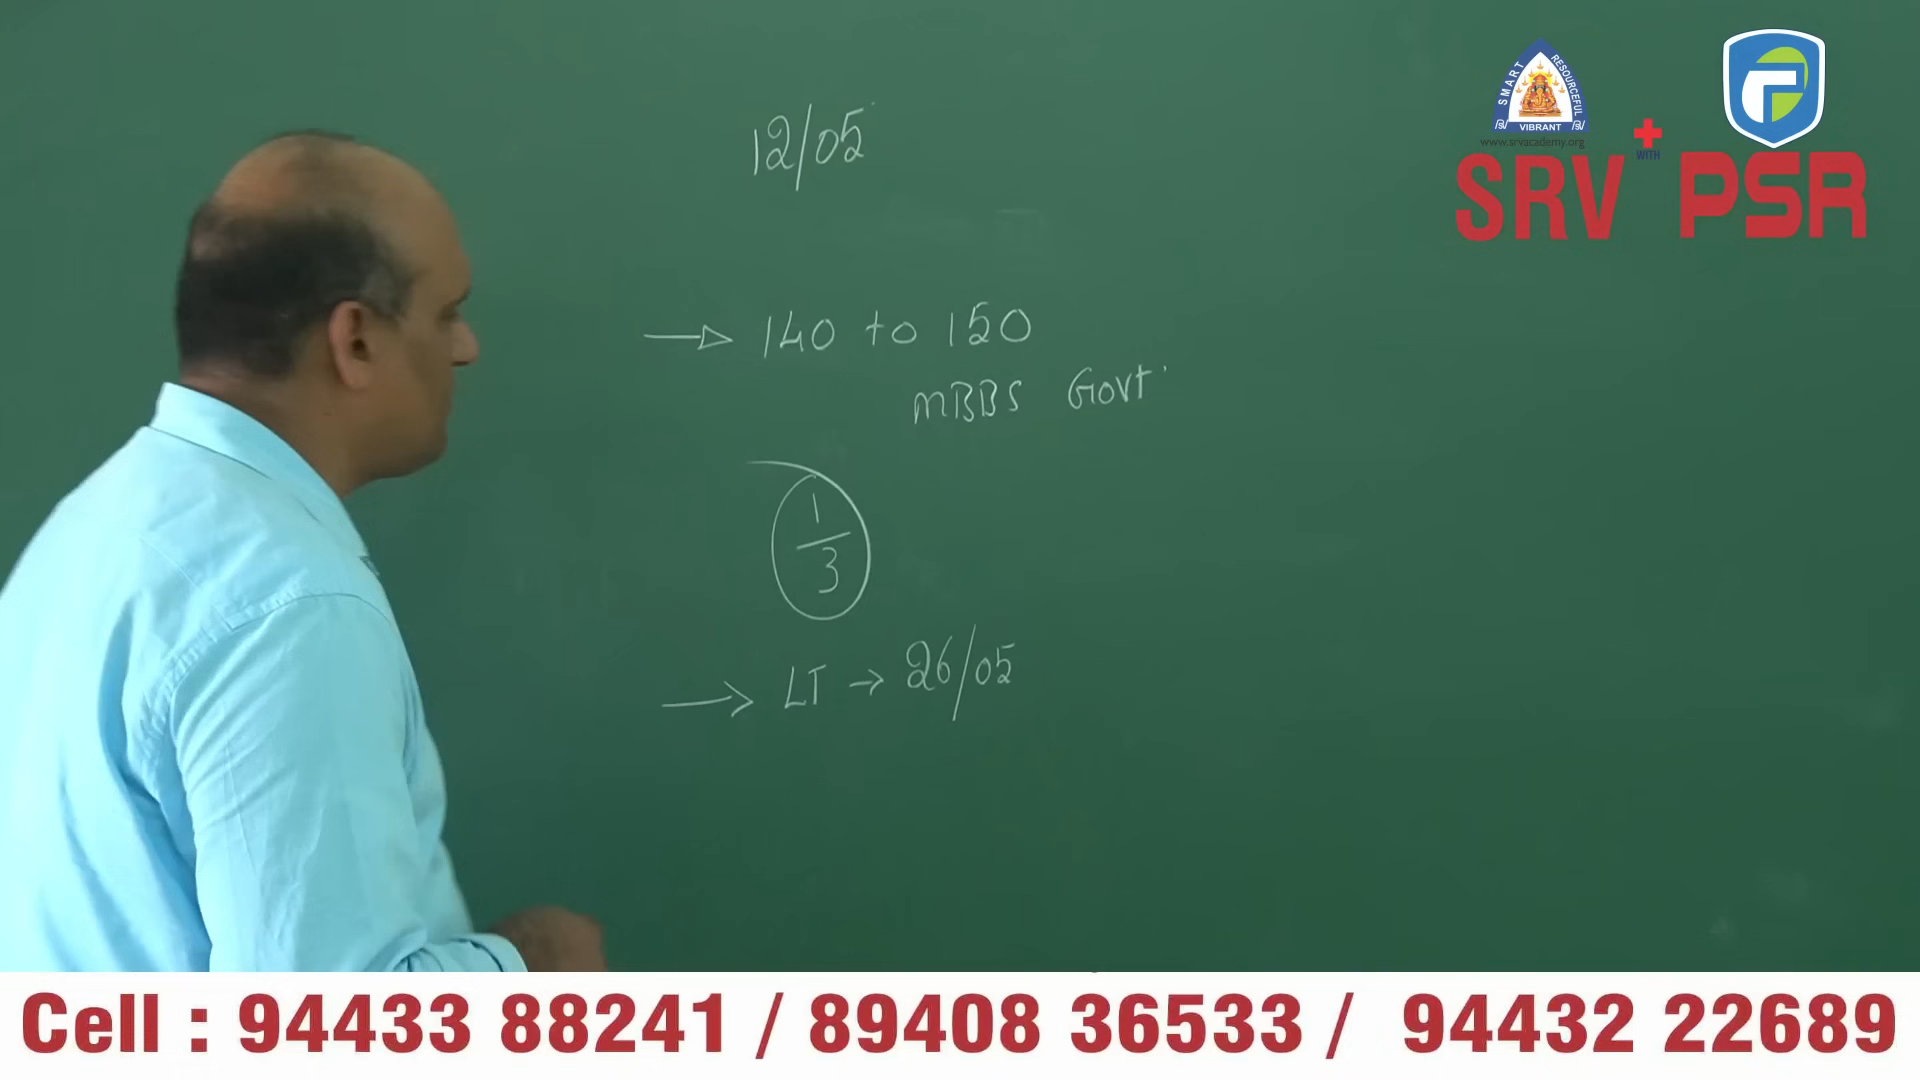 12/05
SMART RESOURCEFUL
VIBRANT
www.srvacademy.org
WITH
SRV + PSR
→ 140 to 150
MBBS Govt.
1
3
→ LT → 26/05
Cell : 94433 88241 / 89408 36533 / 94432 22689